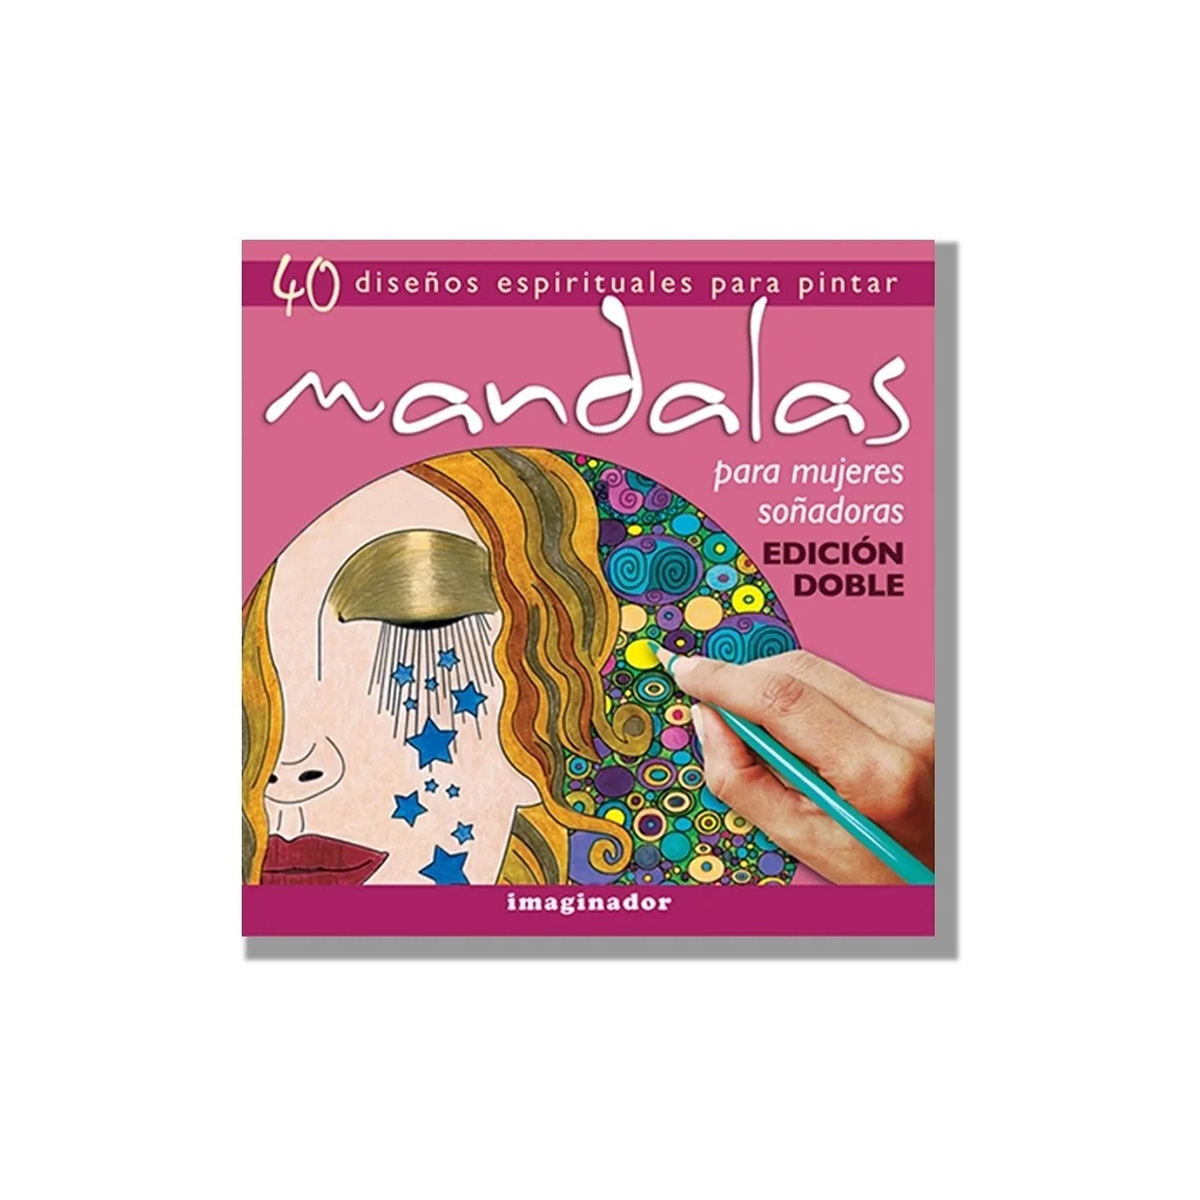 40 diseños espirituales para pintar
mandalas
para mujeres
soñadoras
EDICIÓN
DOBLE
imaginador